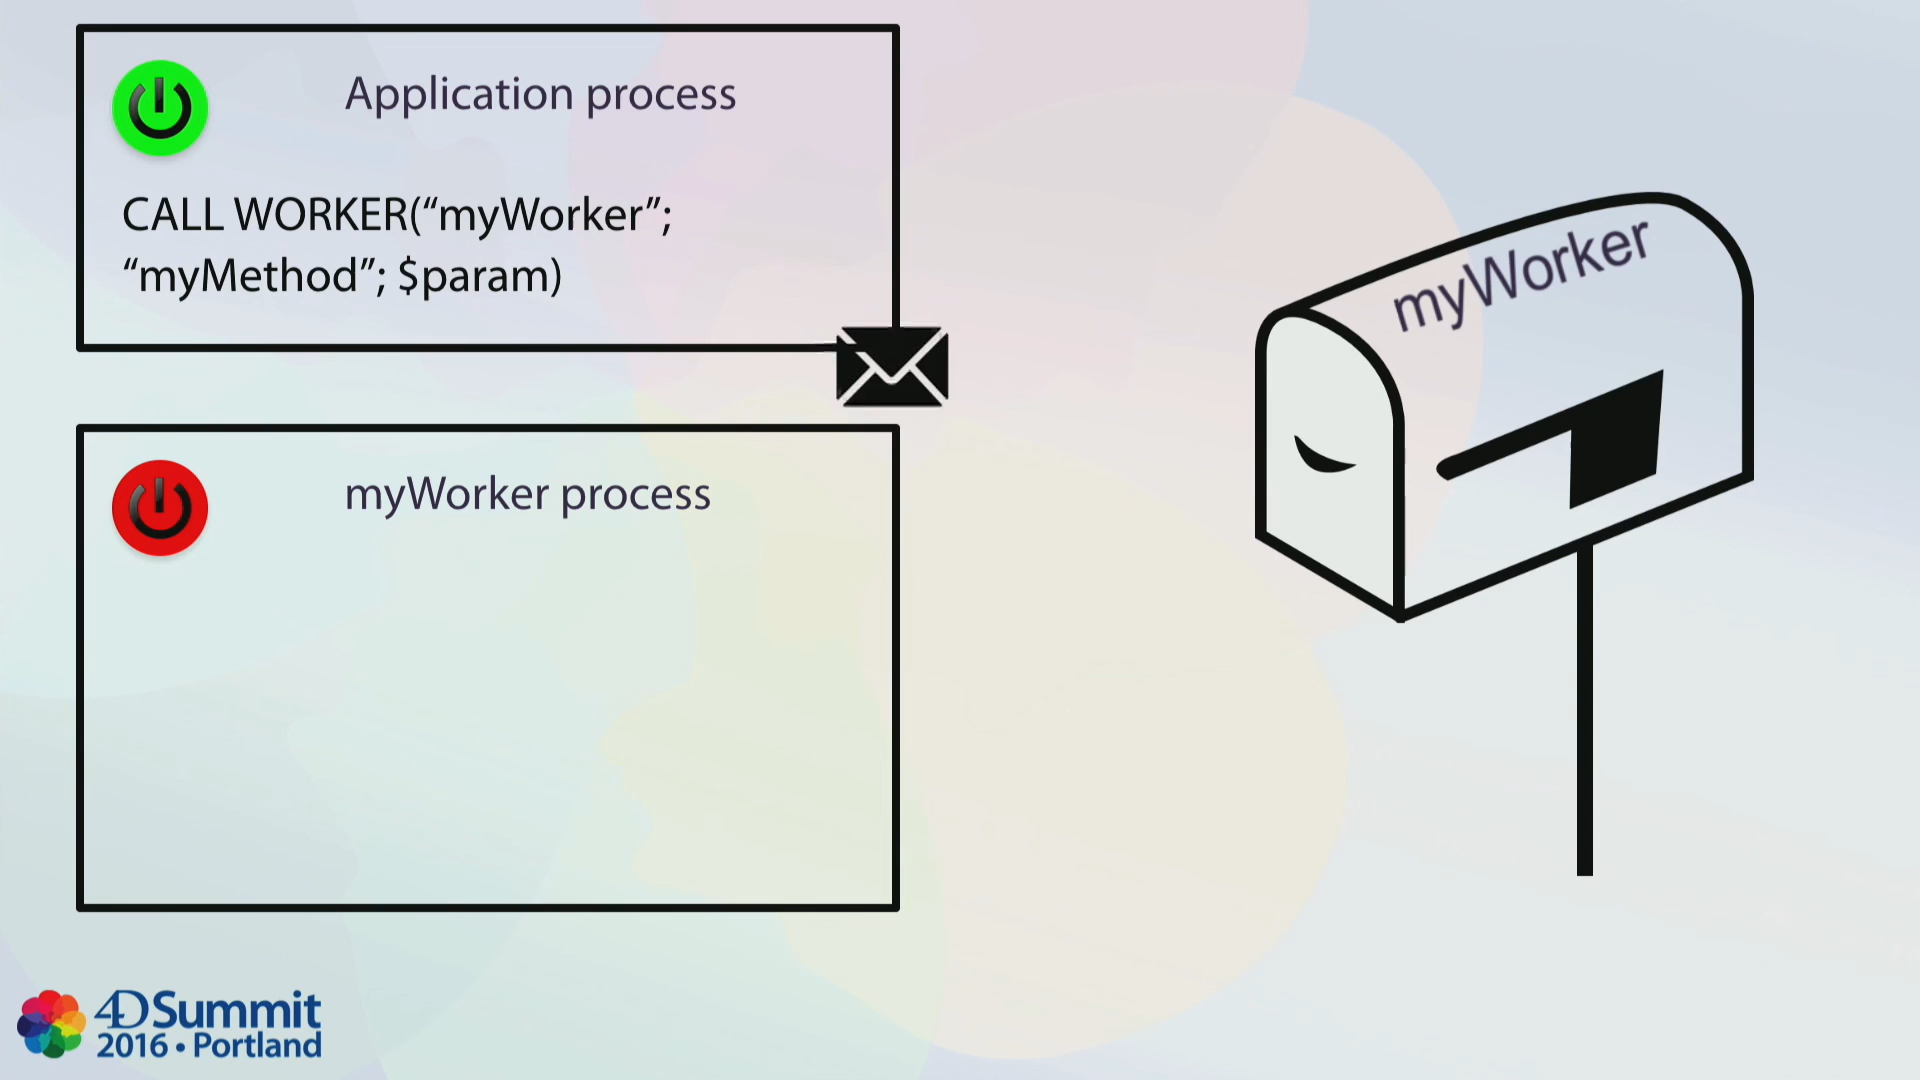 Application process
CALL WORKER(“myWorker”;
“myMethod”; $param)
myWorker process
myWorker
4D Summit
2016 • Portland